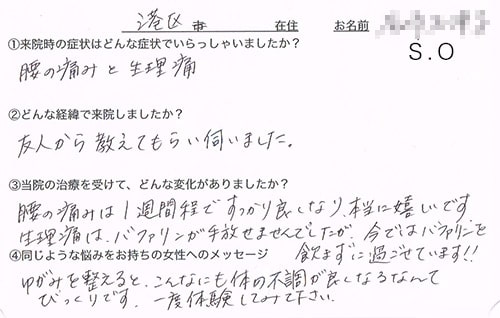 港区 市 在住 お名前
S.O
①来院時の症状はどんな症状でいらっしゃいましたか?
腰の痛みと生理痛
②どんな経緯で来院しましたか?
友人から教えてもらい伺いました。
③当院の治療を受けて、どんな変化がありましたか?
腰の痛みは1週間程ですっかり良くなり、本当に嬉しいです
生理痛は、バファリンが手放せませんでしたが、今ではバファリンを
飲まずに過ごせています!!
④同じような悩みをお持ちの女性へのメッセージ
ゆがみを整えると、こんなにも体の不調が良くなるなんて
びっくりです。一度体験してみて下さい。